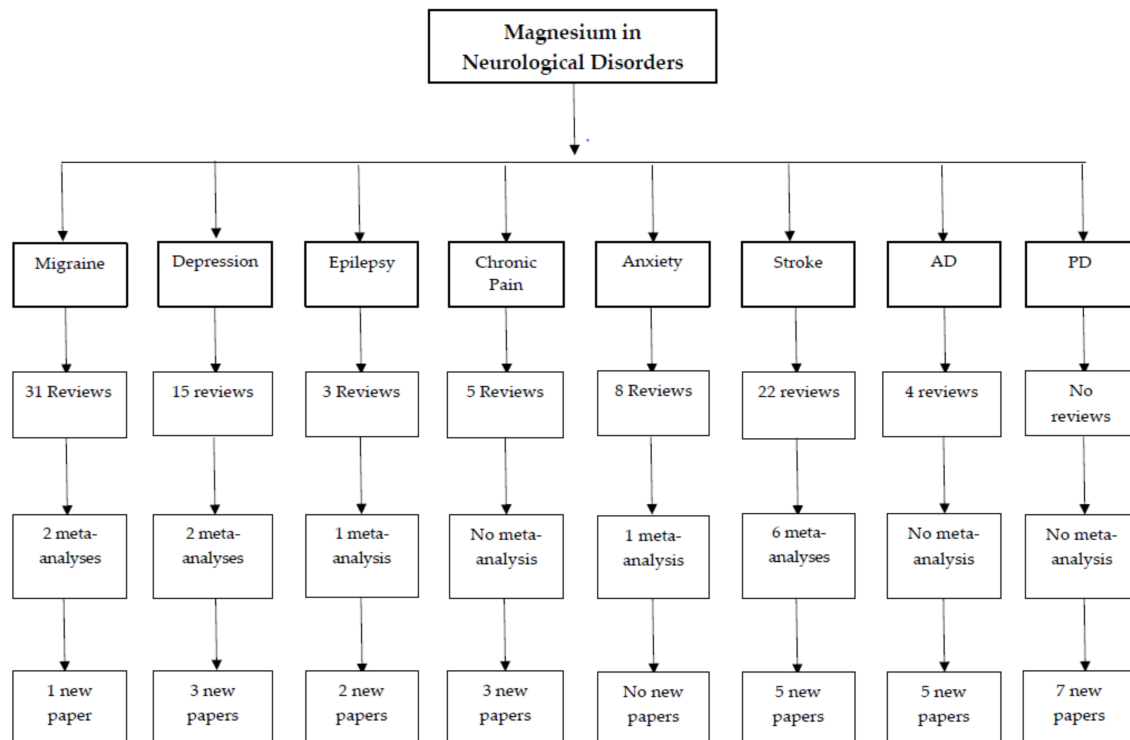 Magnesium in
Neurological Disorders
Migraine
Depression
Epilepsy
Chronic
Pain
Anxiety
Stroke
AD
PD
31 Reviews
15 reviews
3 Reviews
5 Reviews
8 Reviews
22 reviews
4 reviews
No
reviews
2 meta-
analyses
2 meta-
analyses
1 meta-
analysis
No meta-
analysis
1 meta-
analysis
6 meta-
analyses
No meta-
analysis
No meta-
analysis
1 new
paper
3 new
papers
2 new
papers
3 new
papers
No new
papers
5 new
papers
5 new
papers
7 new
papers